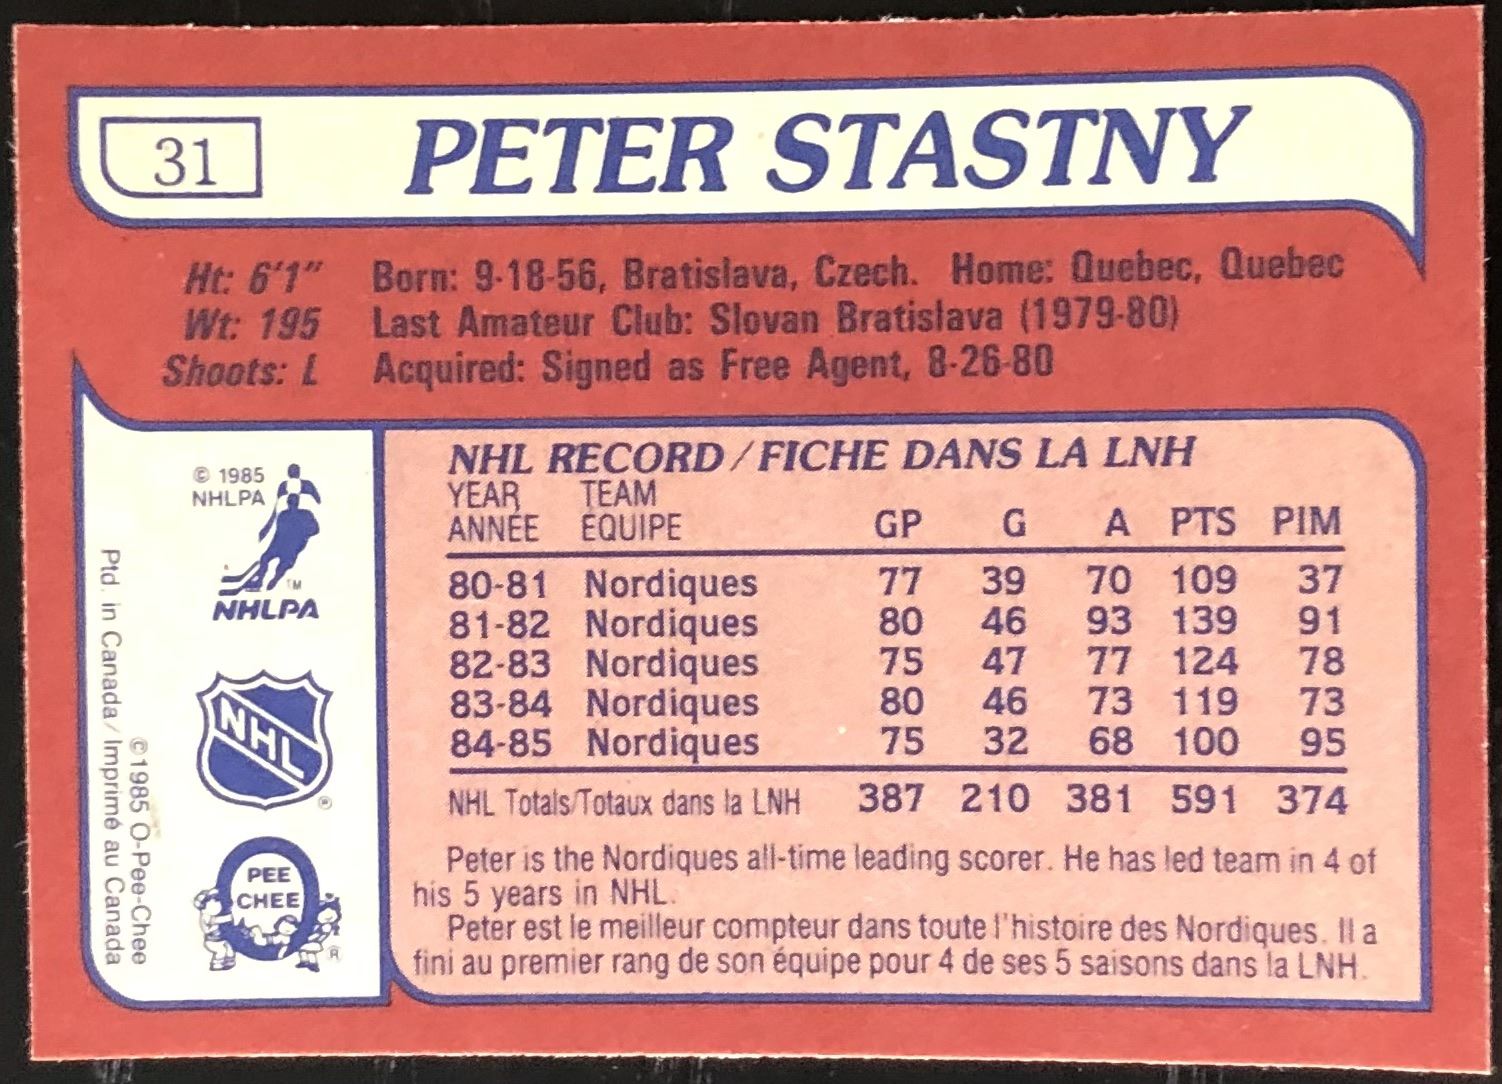 31
PETER STASTNY
Ht: 6'1" Born: 9-18-56, Bratislava, Czech. Home: Quebec, Quebec
Wt: 195 Last Amateur Club: Slovan Bratislava (1979-80)
Shoots: L Acquired: Signed as Free Agent, 8-26-80
© 1985
NHLPA
TM
NHLPA
NHL
®
PEE
CHEE
®
©1985 O-Pee-Chee
Ptd. in Canada/Imprimé au Canada
NHL RECORD/FICHE DANS LA LNH
YEAR TEAM
ANNÉE ÉQUIPE GP G A PTS PIM
80-81 Nordiques 77 39 70 109 37
81-82 Nordiques 80 46 93 139 91
82-83 Nordiques 75 47 77 124 78
83-84 Nordiques 80 46 73 119 73
84-85 Nordiques 75 32 68 100 95
NHL Totals/Totaux dans la LNH 387 210 381 591 374
Peter is the Nordiques all-time leading scorer. He has led team in 4 of
his 5 years in NHL.
Peter est le meilleur compteur dans toute l'histoire des Nordiques. Il a
fini au premier rang de son équipe pour 4 de ses 5 saisons dans la LNH.